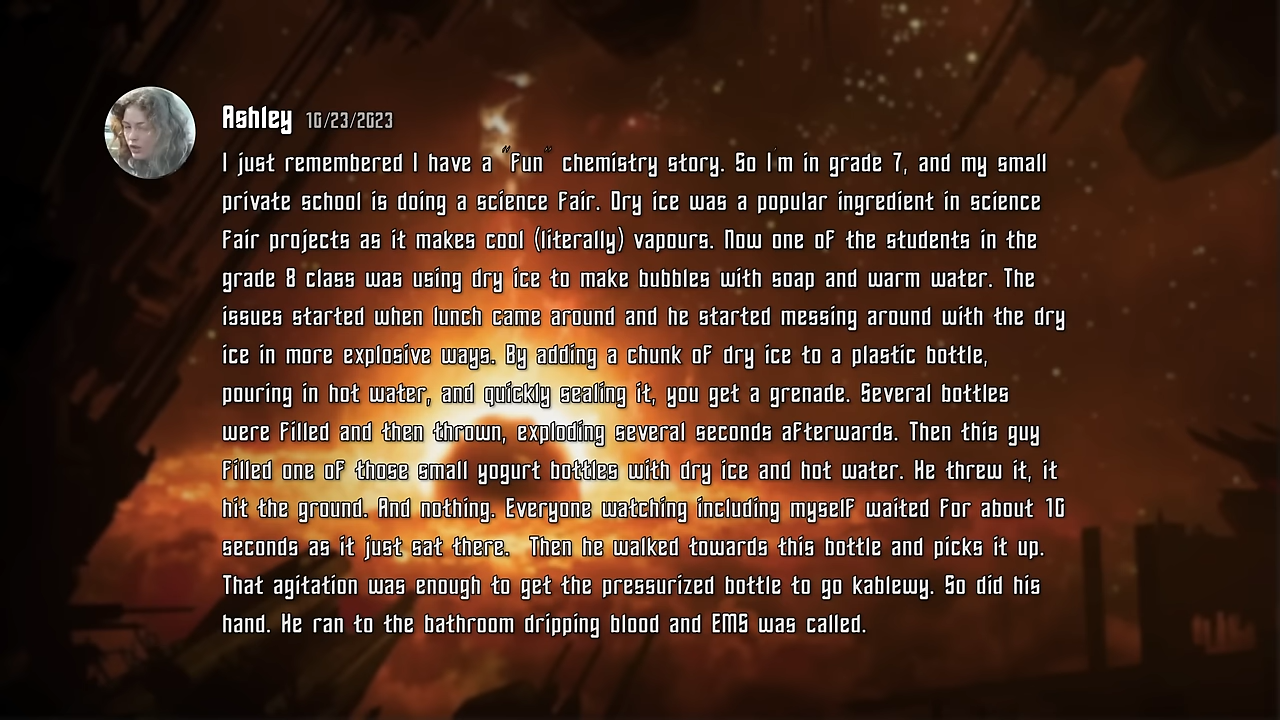 Ashley 10/23/2023
I just remembered I have a "fun" chemistry story. So I'm in grade 7, and my small
private school is doing a science fair. Dry ice was a popular ingredient in science
fair projects as it makes cool (literally) vapours. Now one of the students in the
grade 8 class was using dry ice to make bubbles with soap and warm water. The
issues started when lunch came around and he started messing around with the dry
ice in more explosive ways. By adding a chunk of dry ice to a plastic bottle,
pouring in hot water, and quickly sealing it, you get a grenade. Several bottles
were filled and then thrown, exploding several seconds afterwards. Then this guy
filled one of those small yogurt bottles with dry ice and hot water. He threw it, it
hit the ground. And nothing. Everyone watching including myself waited for about 10
seconds as it just sat there.  Then he walked towards this bottle and picks it up.
That agitation was enough to get the pressurized bottle to go kablewy. So did his
hand. He ran to the bathroom dripping blood and EMS was called.